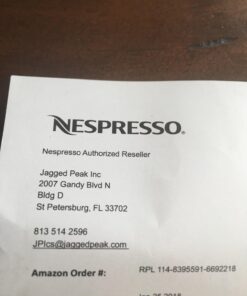 NESPRESSO.
Nespresso Authorized Reseller
Jagged Peak Inc
2007 Gandy Blvd N
Bldg D
St Petersburg, FL 33702
813 514 2596
JPIcs@jaggedpeak.com
Amazon Order #: RPL 114-8395591-6692218